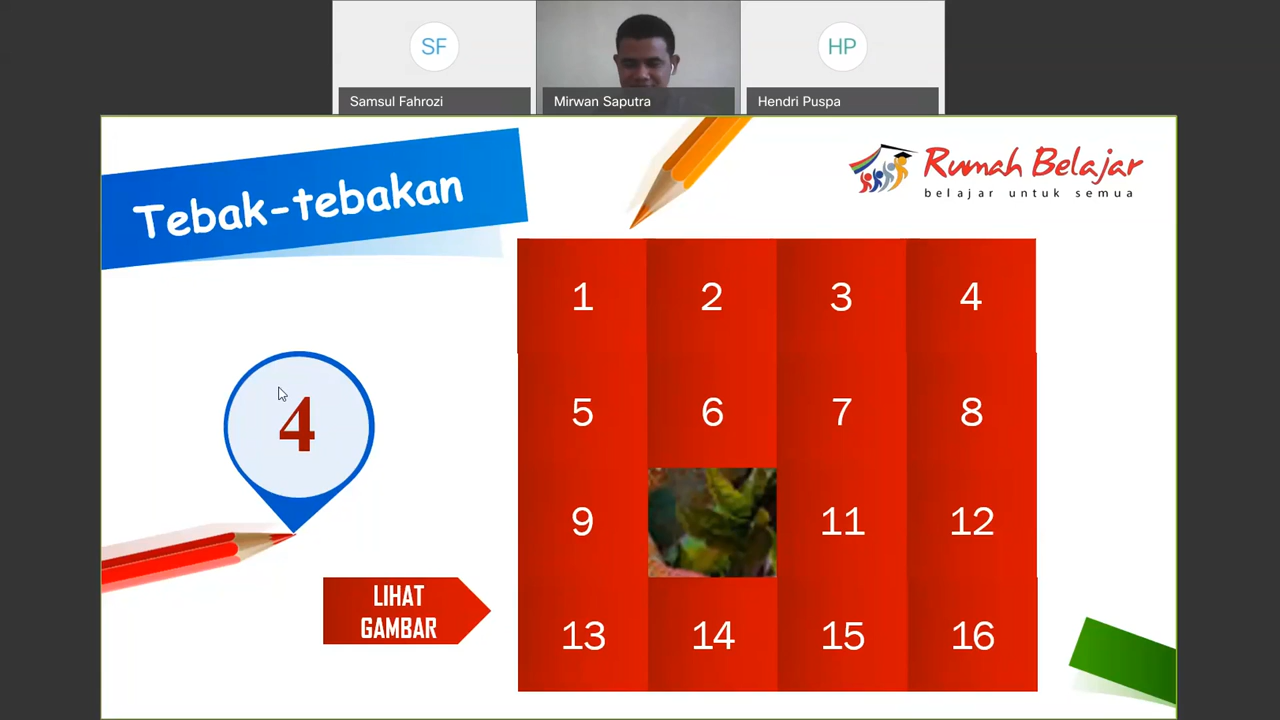 SF
HP
Samsul Fahrozi
Mirwan Saputra
Hendri Puspa
Tebak-tebakan
Rumah Belajar
belajar untuk semua
1 2 3 4
5 6 7 8
4
9 11 12
LIHAT
GAMBAR
13 14 15 16